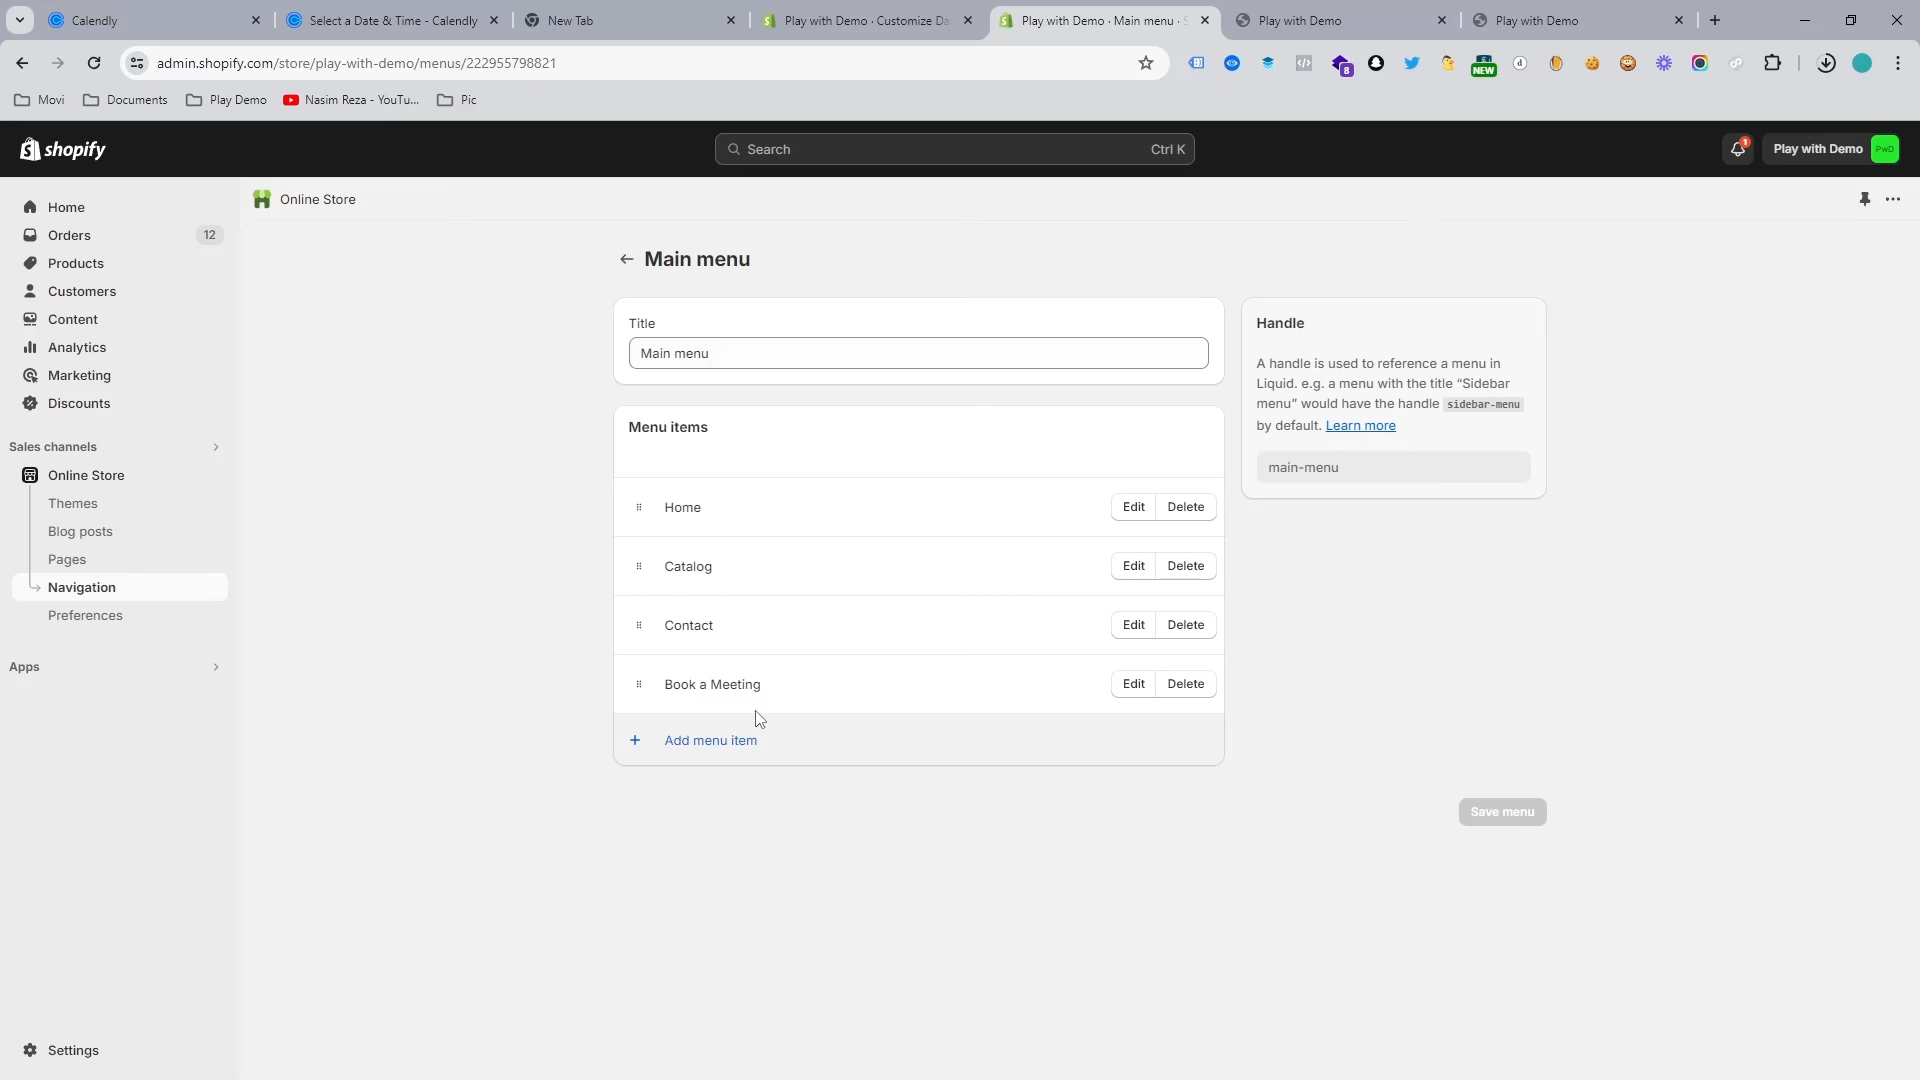 Calendly
Select a Date & Time - Calendly
New Tab
Play with Demo · Customize Da
Play with Demo · Main menu · S
Play with Demo
Play with Demo
admin.shopify.com/store/play-with-demo/menus/222955798821
8
NEW
Movi
Documents
Play Demo
Nasim Reza - YouTu...
Pic
shopify
Search
Ctrl K
1
Play with Demo
PwD
Home
Orders
12
Products
Customers
Content
Analytics
Marketing
Discounts
Sales channels
Online Store
Themes
Blog posts
Pages
Navigation
Preferences
Apps
Settings
Online Store
Main menu
Title
Main menu
Menu items
Home
Edit
Delete
Catalog
Edit
Delete
Contact
Edit
Delete
Book a Meeting
Edit
Delete
+ Add menu item
Handle
A handle is used to reference a menu in
Liquid. e.g. a menu with the title “Sidebar
menu” would have the handle sidebar-menu
by default. Learn more
main-menu
Save menu